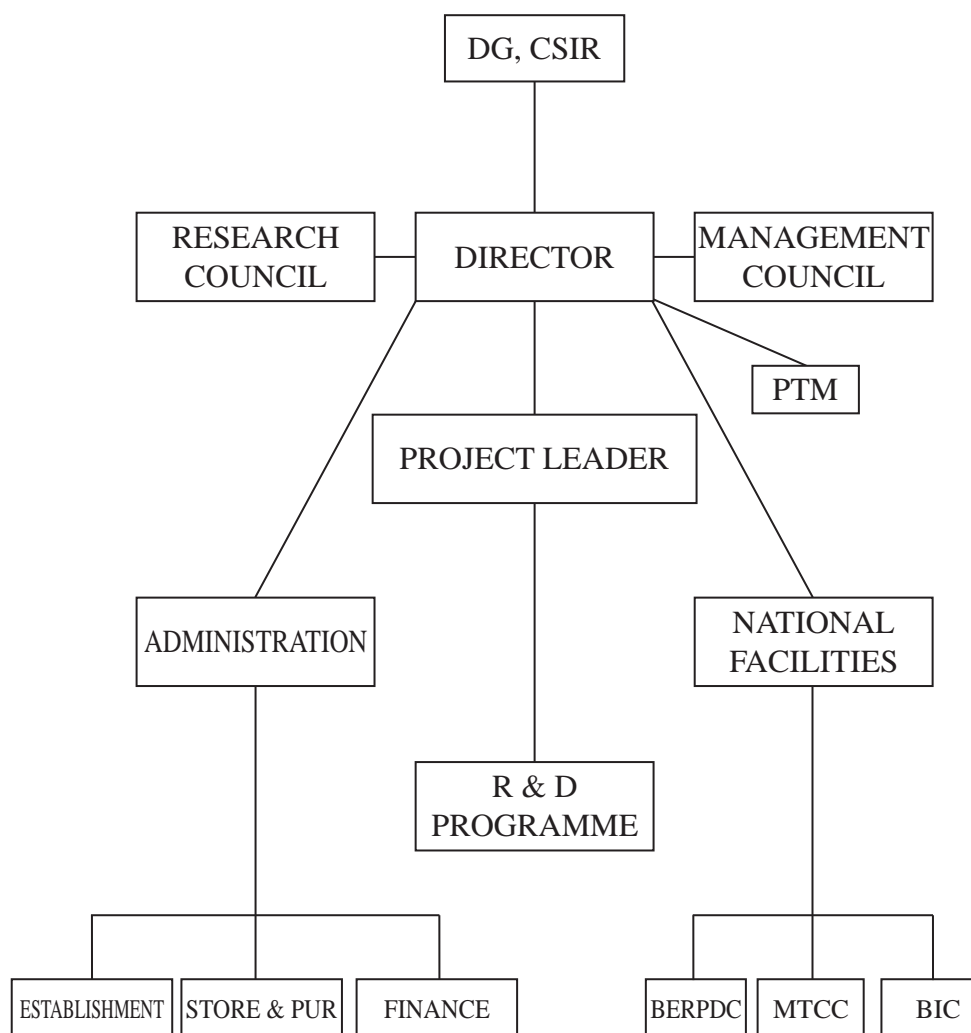 DG, CSIR
RESEARCH
COUNCIL
DIRECTOR
MANAGEMENT
COUNCIL
PTM
PROJECT LEADER
ADMINISTRATION
NATIONAL
FACILITIES
R & D
PROGRAMME
ESTABLISHMENT
STORE & PUR
FINANCE
BERPDC
MTCC
BIC